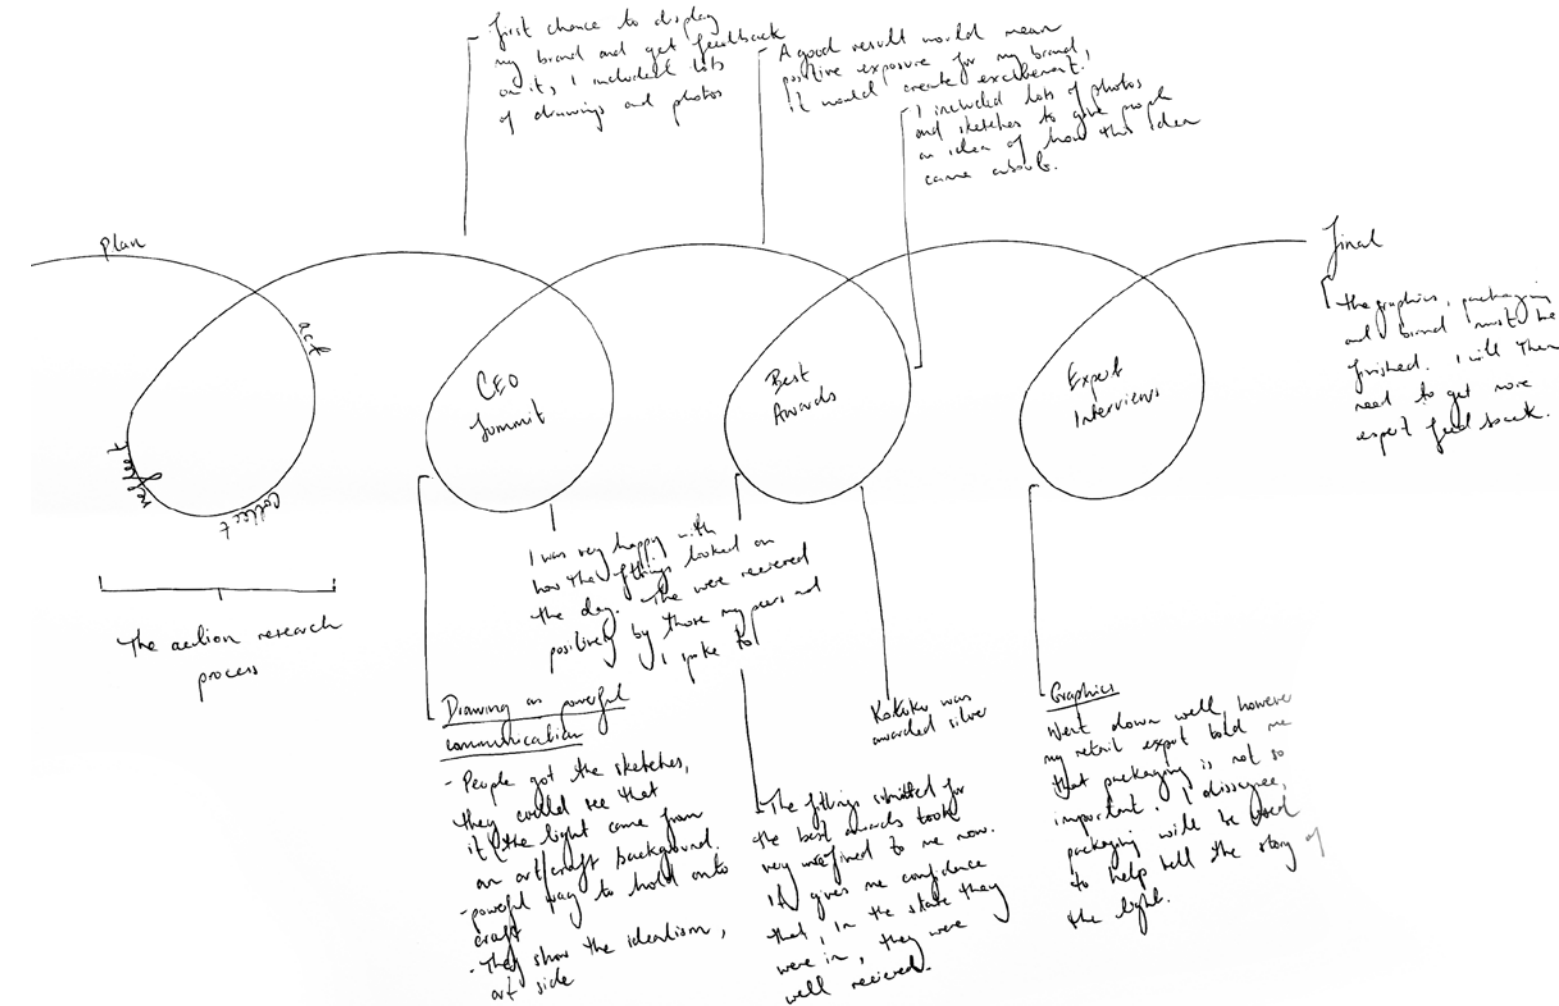 first chance to display
my brand and get feedback
on it, I included lots
of drawings and photos
A good result would mean
positive exposure for my brand,
it would create excitement.
I included lots of photos
and sketches to give people
an idea of how this idea
came about.
plan
act
collect
reflect
CEO
Summit
Best
Awards
Expert
Interviews
final
the graphics, packaging
and brand must be
finished. I will then
need to get more
expert feed back.
The action research
process
I was very happy with
how the fittings looked on
the day. The were recieved
positively by those my peers and
I spoke to
Drawing as powerful
communication
- People got the sketches,
they could see that
it / the light came from
an art/craft background.
- powerful way to hold onto
craft
- They show the idealism,
art side
The fittings submitted for
the best awards took
very unrefined to me now.
It gives me confidence
that, in the state they
were in, they were
well recieved.
Kokoku was
awarded silver
Graphics
Went down well, however
my retail expert told me
that packaging is not so
important. I dissagree,
packaging will be used
to help tell the story of
the light.